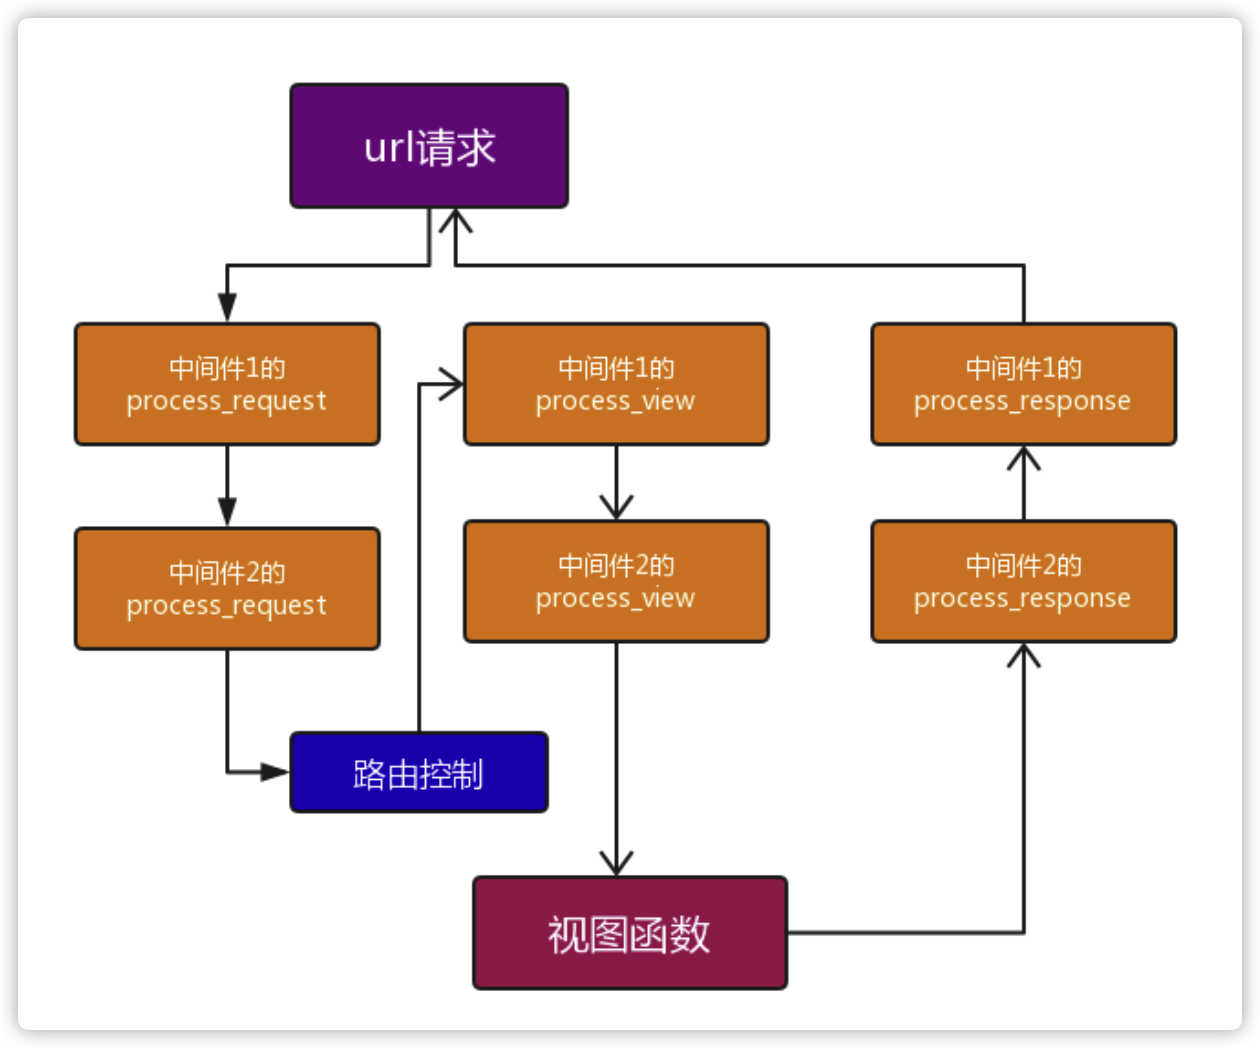 url请求
中间件1的
process_request
中间件1的
process_view
中间件1的
process_response
中间件2的
process_request
中间件2的
process_view
中间件2的
process_response
路由控制
视图函数